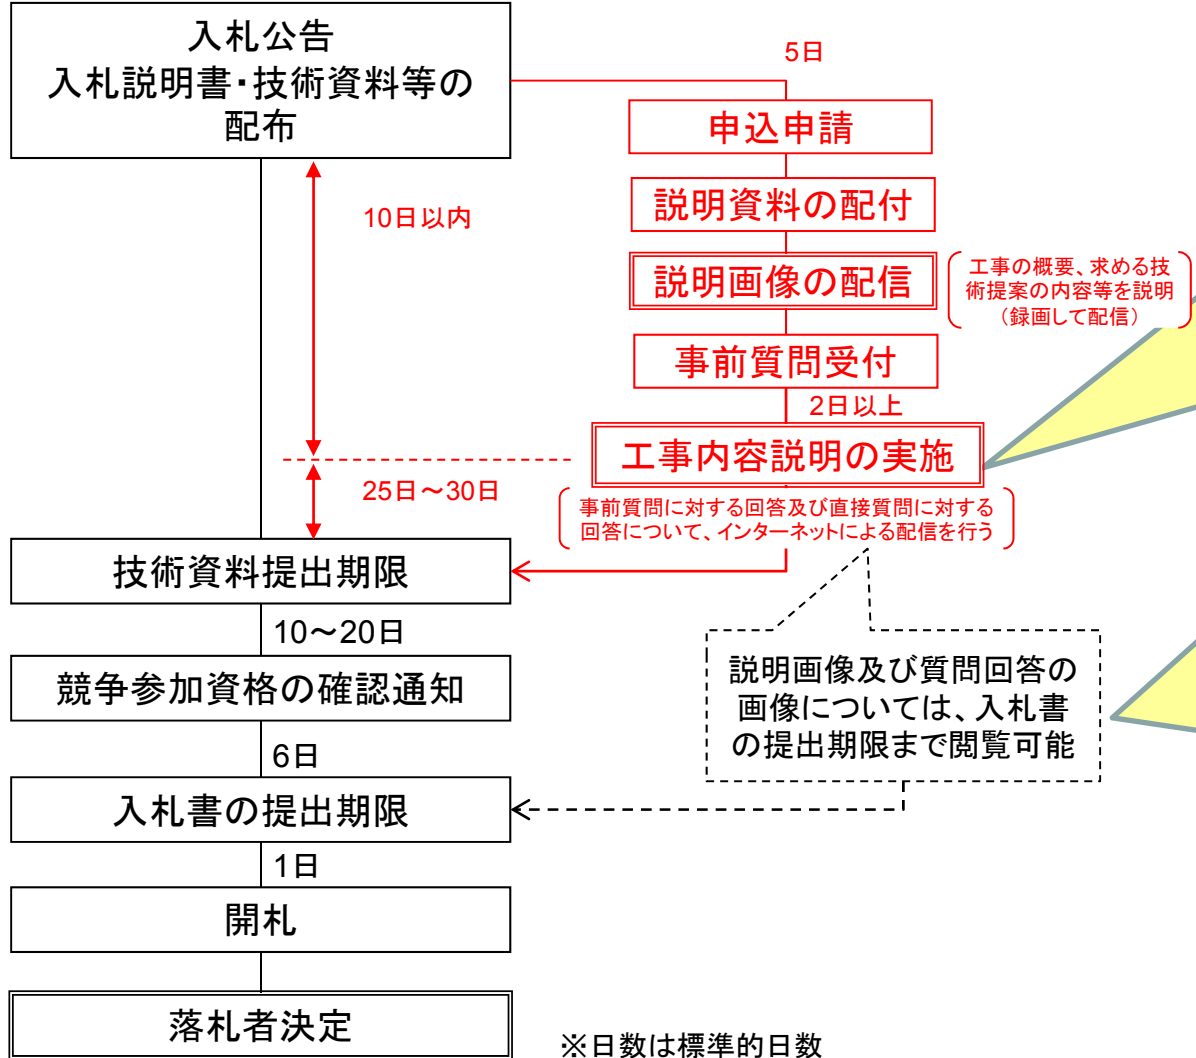 入札公告
入札説明書・技術資料等の
配布
5日
申込申請
説明資料の配付
10日以内
説明画像の配信
工事の概要、求める技
術提案の内容等を説明
（録画して配信）
事前質問受付
2日以上
工事内容説明の実施
25日～30日
事前質問に対する回答及び直接質問に対する
回答について、インターネットによる配信を行う
技術資料提出期限
10～20日
競争参加資格の確認通知
説明画像及び質問回答の
画像については、入札書
の提出期限まで閲覧可能
6日
入札書の提出期限
1日
開札
落札者決定
※日数は標準的日数